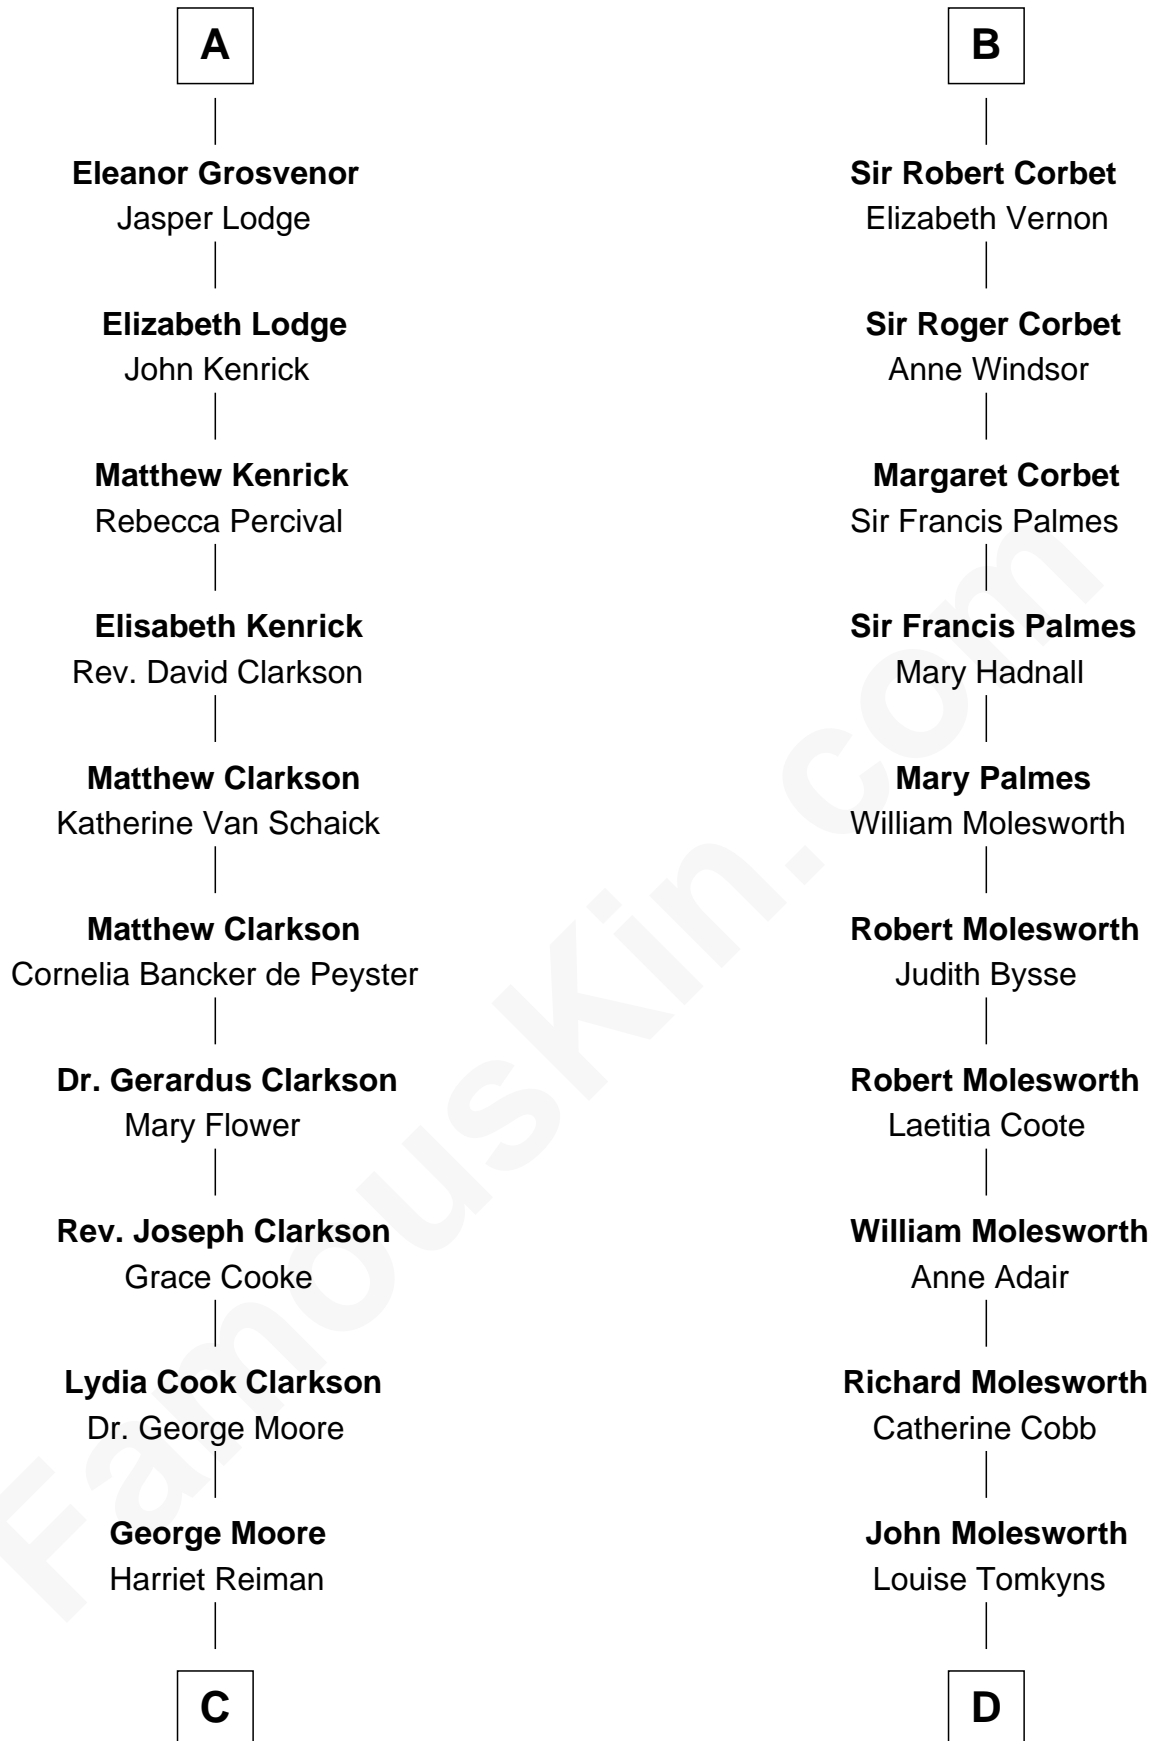 A
Eleanor Grosvenor
Jasper Lodge
Elizabeth Lodge
John Kenrick
Matthew Kenrick
Rebecca Percival
Elisabeth Kenrick
Rev. David Clarkson
Matthew Clarkson
Katherine Van Schaick
Matthew Clarkson
Cornelia Bancker de Peyster
Dr. Gerardus Clarkson
Mary Flower
Rev. Joseph Clarkson
Grace Cooke
Lydia Cook Clarkson
Dr. George Moore
George Moore
Harriet Reiman
C
B
Sir Robert Corbet
Elizabeth Vernon
Sir Roger Corbet
Anne Windsor
Margaret Corbet
Sir Francis Palmes
Sir Francis Palmes
Mary Hadnall
Mary Palmes
William Molesworth
Robert Molesworth
Judith Bysse
Robert Molesworth
Laetitia Coote
William Molesworth
Anne Adair
Richard Molesworth
Catherine Cobb
John Molesworth
Louise Tomkyns
D
FamousKin.com